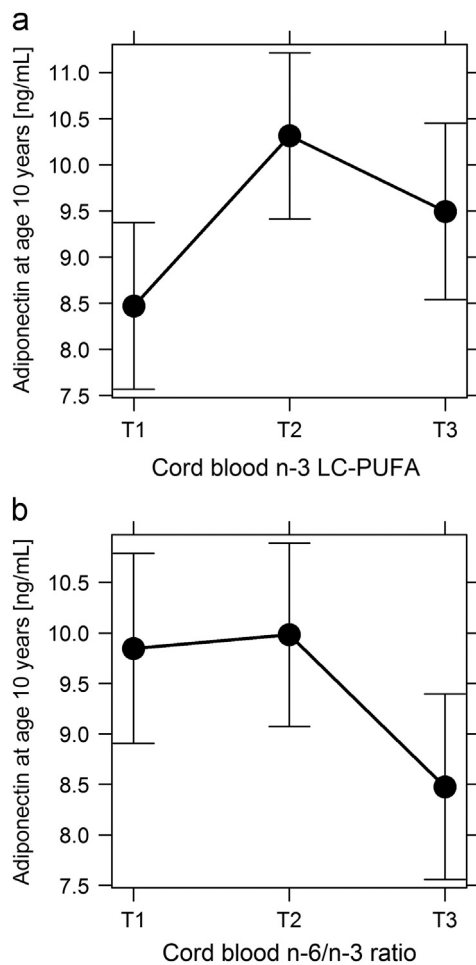 a
Adiponectin at age 10 years [ng/mL]
11.0
10.5
10.0
9.5
9.0
8.5
8.0
7.5
T1 T2 T3
Cord blood n-3 LC-PUFA
b
Adiponectin at age 10 years [ng/mL]
10.5
10.0
9.5
9.0
8.5
8.0
7.5
T1 T2 T3
Cord blood n-6/n-3 ratio